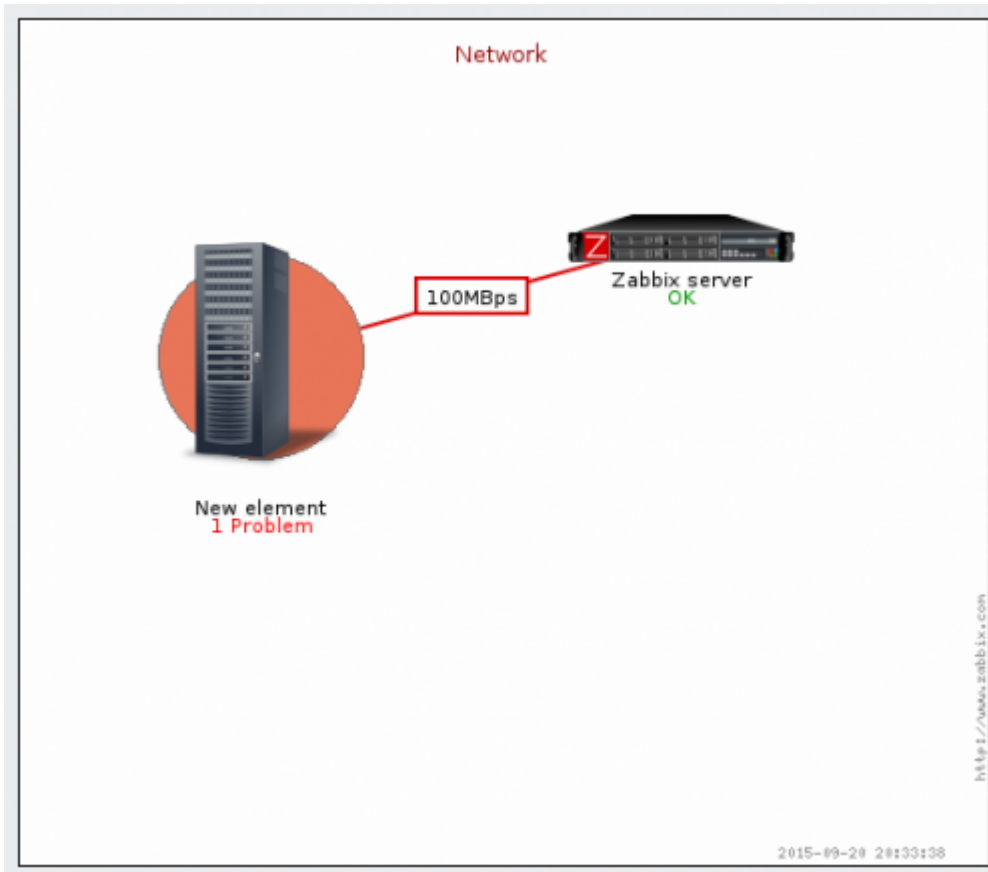 Network
Z
Zabbix server
OK
100MBps
New element
1 Problem
http://www.zabbix.com
2015-09-20 20:33:38